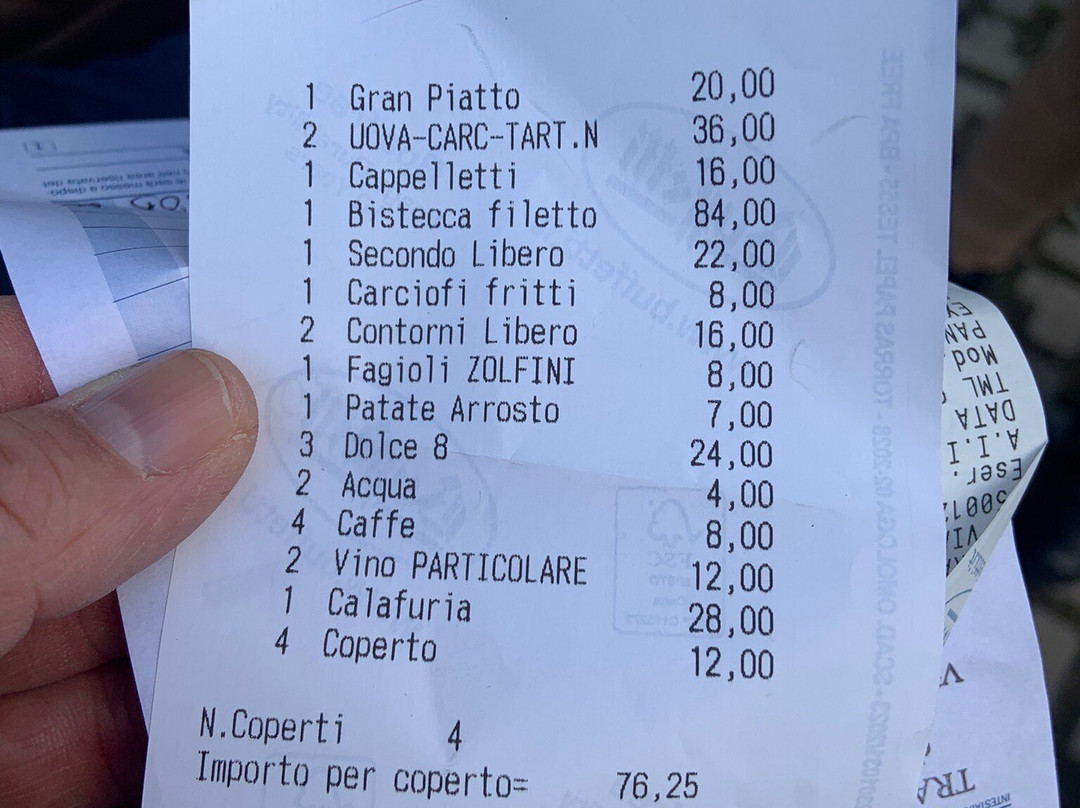 1 Gran Piatto 20,00
2 UOVA-CARC-TART.N 36,00
1 Cappelletti 16,00
1 Bistecca filetto 84,00
1 Secondo Libero 22,00
1 Carciofi fritti 8,00
2 Contorni Libero 16,00
1 Fagioli ZOLFINI 8,00
1 Patate Arrosto 7,00
3 Dolce 8 24,00
2 Acqua 4,00
4 Caffe 8,00
2 Vino PARTICOLARE 12,00
1 Calafuria 28,00
4 Coperto 12,00
N.Coperti 4
Importo per coperto= 76,25